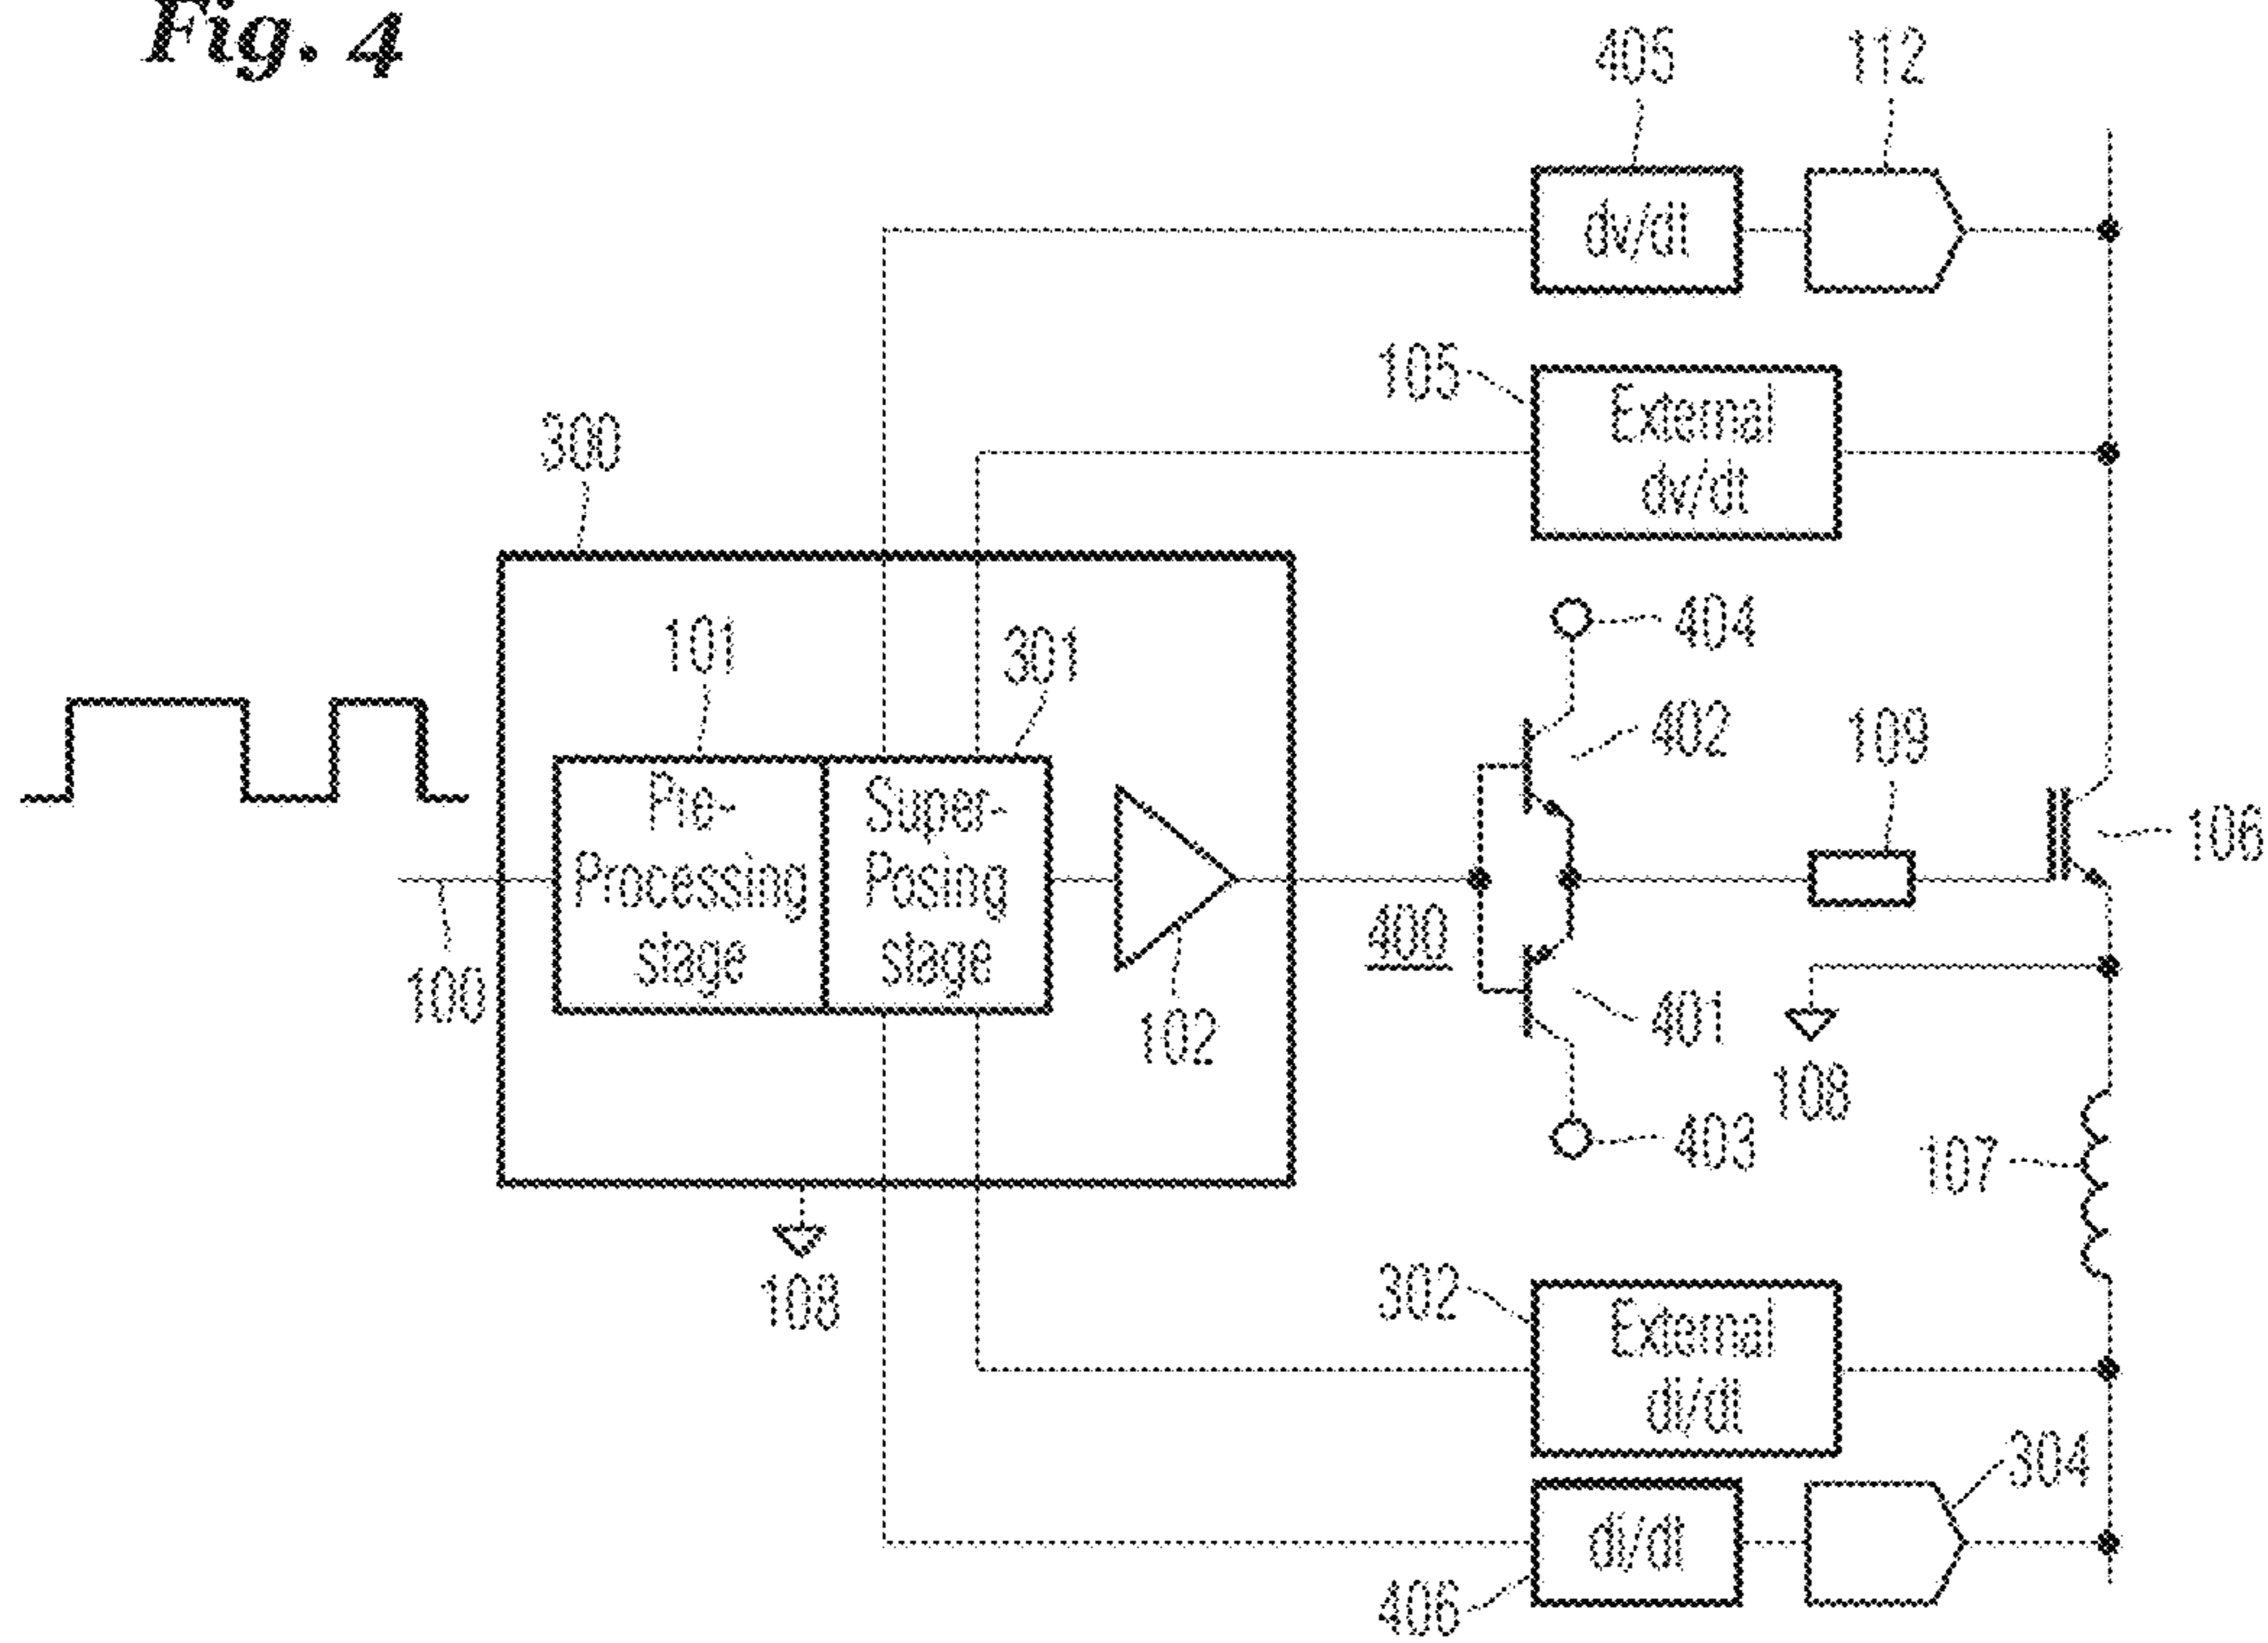 Fig. 4
405
112
dv/dt
105
External
dv/dt
300
404
101
301
402
109
Pre-
Processing
stage
Super-
Posing
stage
106
100
400
102
401
108
403
107
108
302
External
di/dt
304
di/dt
406